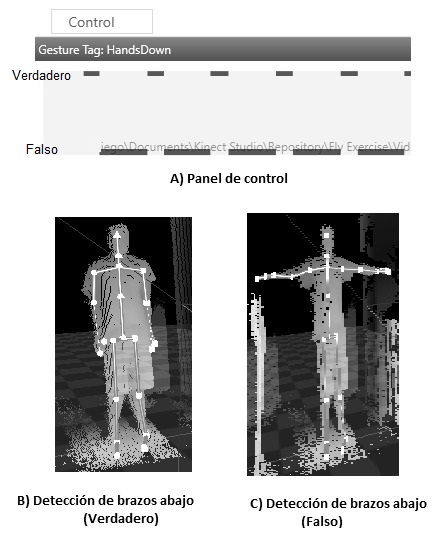 Control
Gesture Tag: HandsDown
Verdadero
Falso
iego\Documents\Kinect Studio\Repository\Fly Exercise\Vid
A) Panel de control
B) Detección de brazos abajo
(Verdadero)
C) Detección de brazos abajo
(Falso)